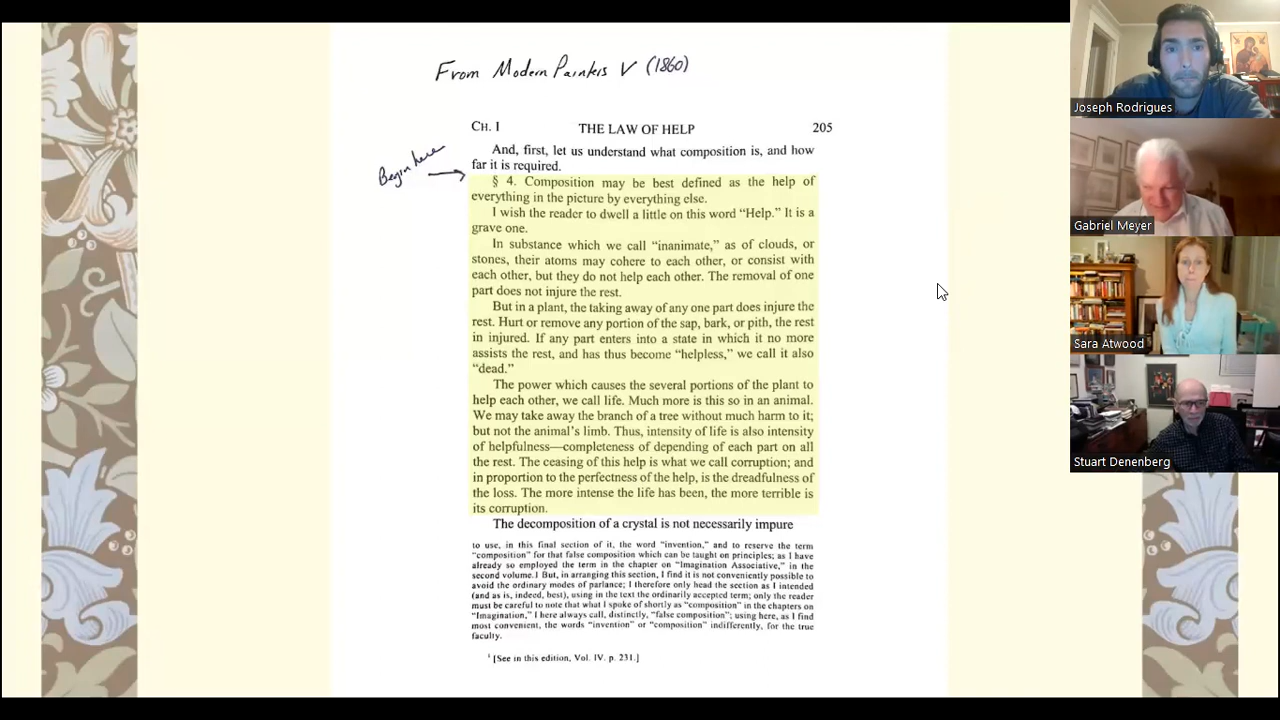 From Modern Painters V (1860)
CH. I THE LAW OF HELP 205
Begin here
And, first, let us understand what composition is, and how
far it is required.
§ 4. Composition may be best defined as the help of
everything in the picture by everything else.
I wish the reader to dwell a little on this word “Help.” It is a
grave one.
In substance which we call “inanimate,” as of clouds, or
stones, their atoms may cohere to each other, or consist with
each other, but they do not help each other. The removal of one
part does not injure the rest.
But in a plant, the taking away of any one part does injure the
rest. Hurt or remove any portion of the sap, bark, or pith, the rest
in injured. If any part enters into a state in which it no more
assists the rest, and has thus become “helpless,” we call it also
“dead.”
The power which causes the several portions of the plant to
help each other, we call life. Much more is this so in an animal.
We may take away the branch of a tree without much harm to it;
but not the animal’s limb. Thus, intensity of life is also intensity
of helpfulness—completeness of depending of each part on all
the rest. The ceasing of this help is what we call corruption; and
in proportion to the perfectness of the help, is the dreadfulness of
the loss. The more intense the life has been, the more terrible is
its corruption.
The decomposition of a crystal is not necessarily impure
to use, in this final section of it, the word “invention,” and to reserve the term
“composition” for that false composition which can be taught on principles; as I have
already so employed the term in the chapter on “Imagination Associative,” in the
second volume.1 But, in arranging this section, I find it is not conveniently possible to
avoid the ordinary modes of parlance; I therefore only head the section as I intended
(and as is, indeed, best), using in the text the ordinarily accepted term; only the reader
must be careful to note that what I spoke of shortly as “composition” in the chapters on
“Imagination,” I here always call, distinctly, “false composition”; using here, as I find
most convenient, the words “invention” or “composition” indifferently, for the true
faculty.
1 [See in this edition, Vol. IV. p. 231.]
Joseph Rodrigues
Gabriel Meyer
Sara Atwood
Stuart Denenberg